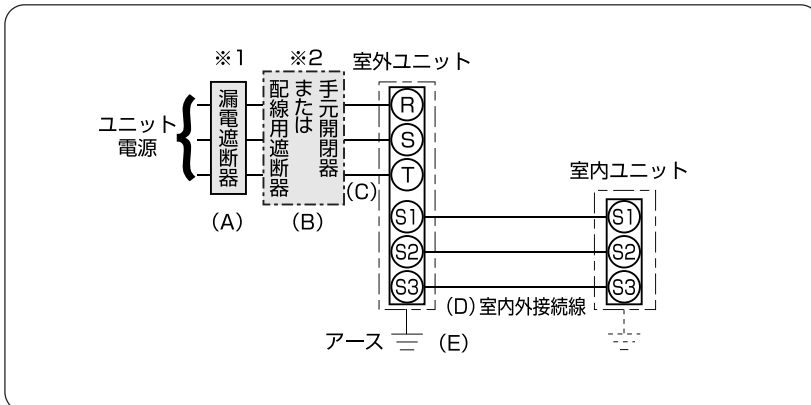 ※1
※2
室外ユニット
ユニット
電源
漏電遮断器
手元開閉器
または
配線用遮断器
R
S
T
(A)
(B)
(C)
室内ユニット
S1
S2
S3
S1
S2
S3
(D)室内外接続線
アース
(E)